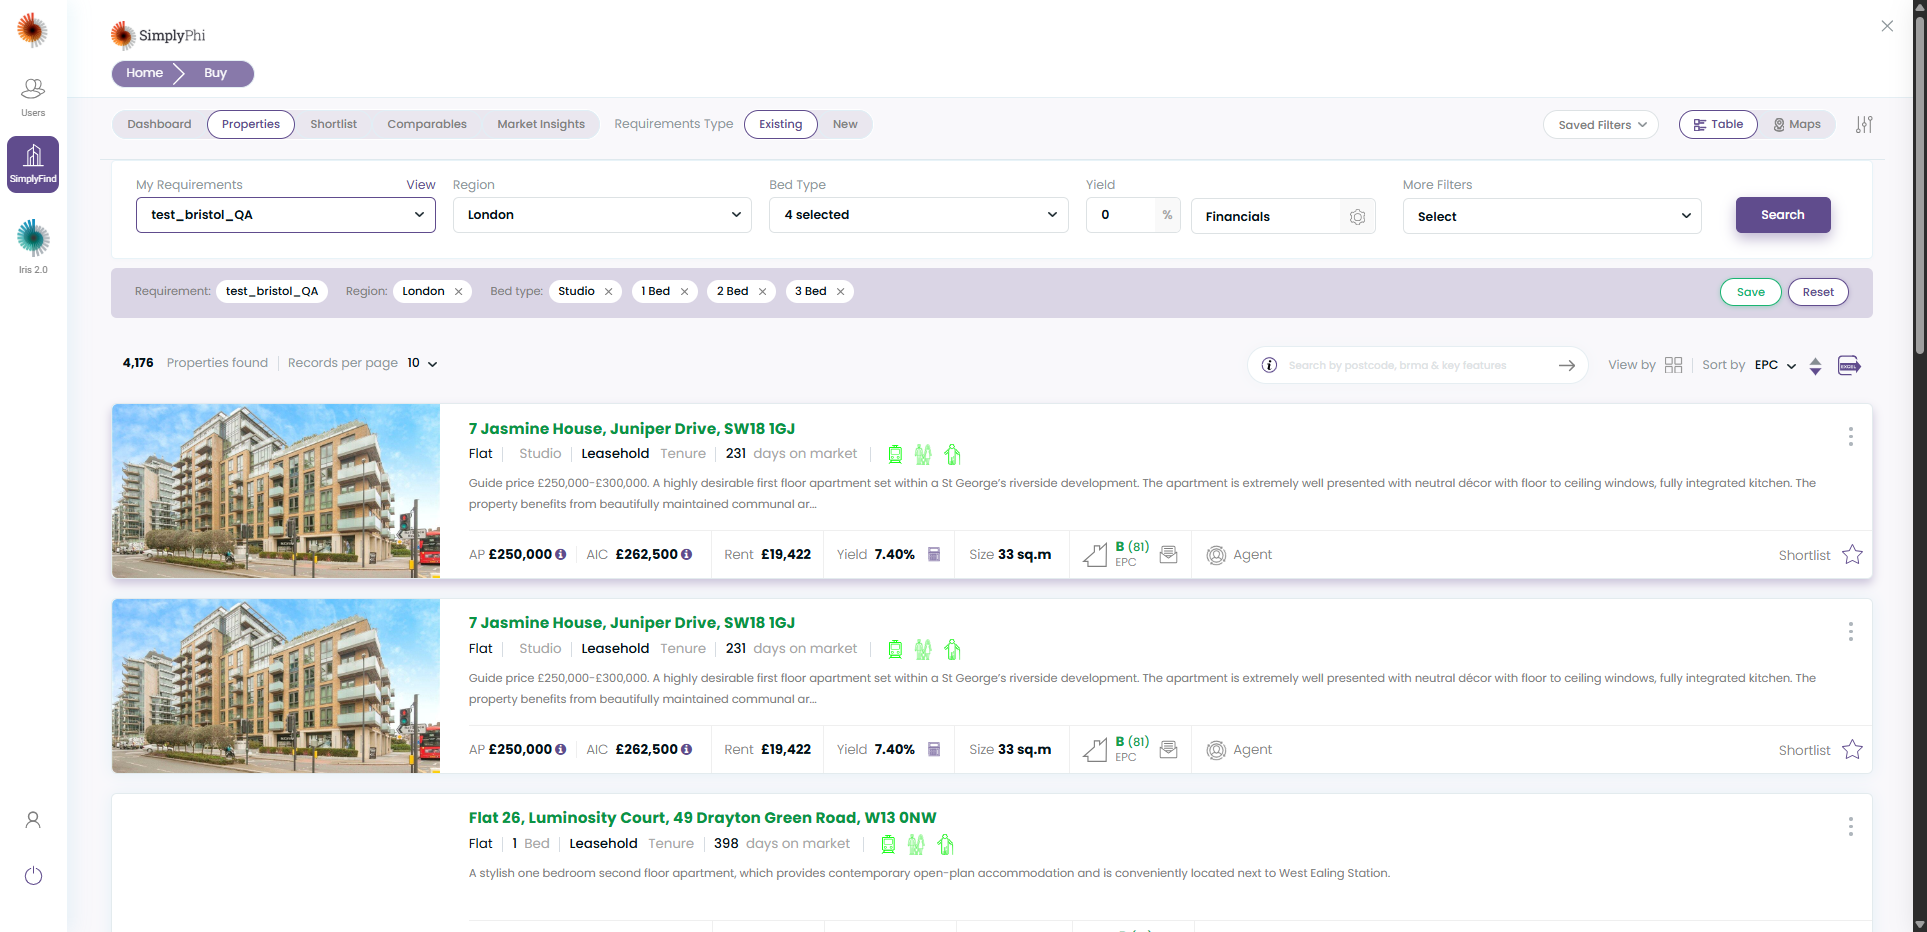 SimplyPhi
Home Buy
Users
SimplyFind
Iris 2.0
Dashboard Properties Shortlist Comparables Market Insights Requirements Type Existing New Saved Filters Table Maps
My Requirements View Region Bed Type Yield More Filters
test_bristol_QA London 4 selected 0 % Financials Select Search
Requirement: test_bristol_QA Region: London Bed type: Studio 1 Bed 2 Bed 3 Bed Save Reset
4,176 Properties found Records per page 10 Search by postcode, brma & key features View by Sort by EPC EXCEL
7 Jasmine House, Juniper Drive, SW18 1GJ
Flat Studio Leasehold Tenure 231 days on market
Guide price £250,000-£300,000. A highly desirable first floor apartment set within a St George’s riverside development. The apartment is extremely well presented with neutral décor with floor to ceiling windows, fully integrated kitchen. The
property benefits from beautifully maintained communal ar...
AP £250,000 AIC £262,500 Rent £19,422 Yield 7.40% Size 33 sq.m B (81) EPC Agent Shortlist
7 Jasmine House, Juniper Drive, SW18 1GJ
Flat Studio Leasehold Tenure 231 days on market
Guide price £250,000-£300,000. A highly desirable first floor apartment set within a St George’s riverside development. The apartment is extremely well presented with neutral décor with floor to ceiling windows, fully integrated kitchen. The
property benefits from beautifully maintained communal ar...
AP £250,000 AIC £262,500 Rent £19,422 Yield 7.40% Size 33 sq.m B (81) EPC Agent Shortlist
Flat 26, Luminosity Court, 49 Drayton Green Road, W13 0NW
Flat 1 Bed Leasehold Tenure 398 days on market
A stylish one bedroom second floor apartment, which provides contemporary open-plan accommodation and is conveniently located next to West Ealing Station.